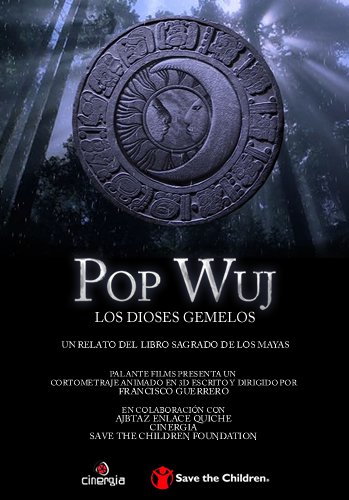 POP WUJ
LOS DIOSES GEMELOS
UN RELATO DEL LIBRO SAGRADO DE LOS MAYAS
PALANTE FILMS PRESENTA UN
CORTOMETRAJE ANIMADO EN 3D ESCRITO Y DIRIGIDO POR
FRANCISCO GUERRERO
EN COLABORACIÓN CON
AJBTAZ ENLACE QUICHE
CINERGIA
SAVE THE CHILDREN FOUNDATION
cinergia
Save the Children®